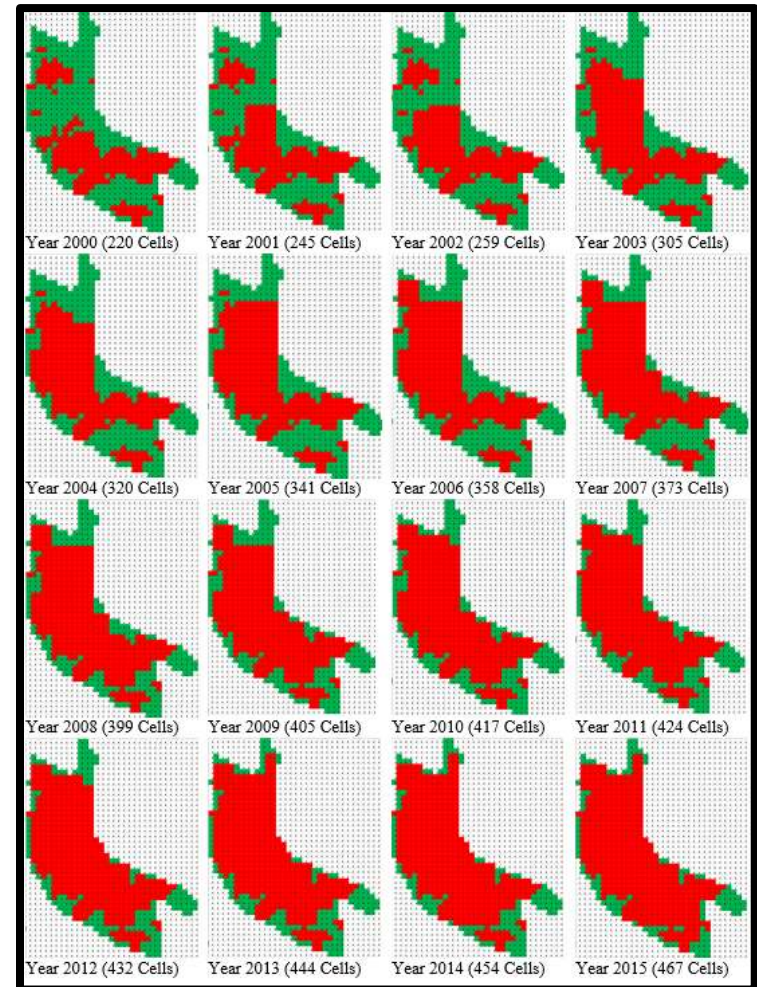 Year 2000 (220 Cells) Year 2001 (245 Cells) Year 2002 (259 Cells) Year 2003 (305 Cells)
Year 2004 (320 Cells) Year 2005 (341 Cells) Year 2006 (358 Cells) Year 2007 (373 Cells)
Year 2008 (399 Cells) Year 2009 (405 Cells) Year 2010 (417 Cells) Year 2011 (424 Cells)
Year 2012 (432 Cells) Year 2013 (444 Cells) Year 2014 (454 Cells) Year 2015 (467 Cells)